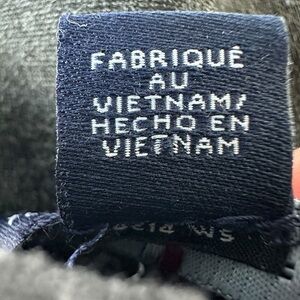 FABRIQUÉ
AU
VIETNAM/
HECHO EN
VIETNAM